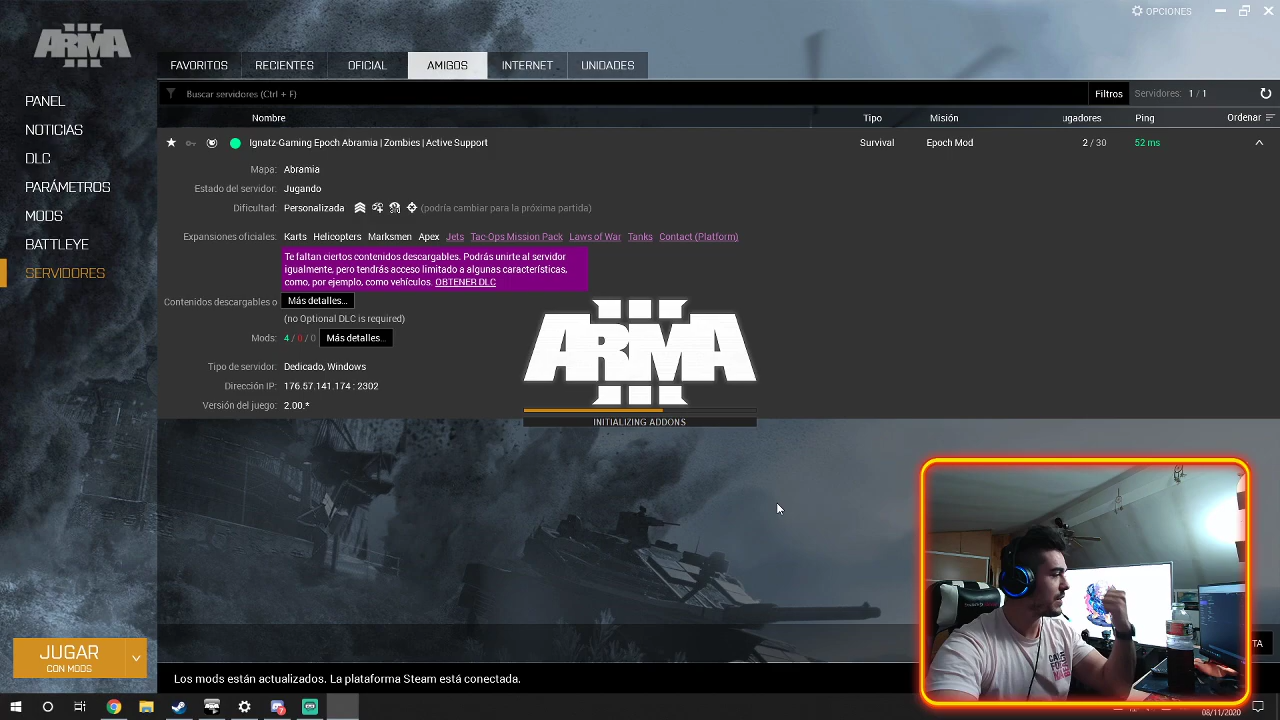 OPCIONES
ARMA III
FAVORITOS RECIENTES OFICIAL AMIGOS INTERNET UNIDADES
Buscar servidores (Ctrl + F) Filtros Servidores: 1 / 1
Nombre Tipo Misión ugadores Ping Ordenar
PANEL
NOTICIAS
DLC
PARÁMETROS
MODS
BATTLEYE
SERVIDORES
Ignatz-Gaming Epoch Abramia | Zombies | Active Support Survival Epoch Mod 2 / 30 52 ms
Mapa: Abramia
Estado del servidor: Jugando
Dificultad: Personalizada (podría cambiar para la próxima partida)
Expansiones oficiales: Karts Helicopters Marksmen Apex Jets Tac-Ops Mission Pack Laws of War Tanks Contact (Platform)
Te faltan ciertos contenidos descargables. Podrás unirte al servidor
igualmente, pero tendrás acceso limitado a algunas características,
como, por ejemplo, como vehículos. OBTENER DLC
Contenidos descargables o Más detalles...
(no Optional DLC is required)
Mods: 4 / 0 / 0 Más detalles...
Tipo de servidor: Dedicado, Windows
Dirección IP: 176.57.141.174 : 2302
Versión del juego: 2.00.*
ARMA III
INITIALIZING ADDONS
JUGAR
CON MODS
TA
Los mods están actualizados. La plataforma Steam está conectada.
08/11/2020